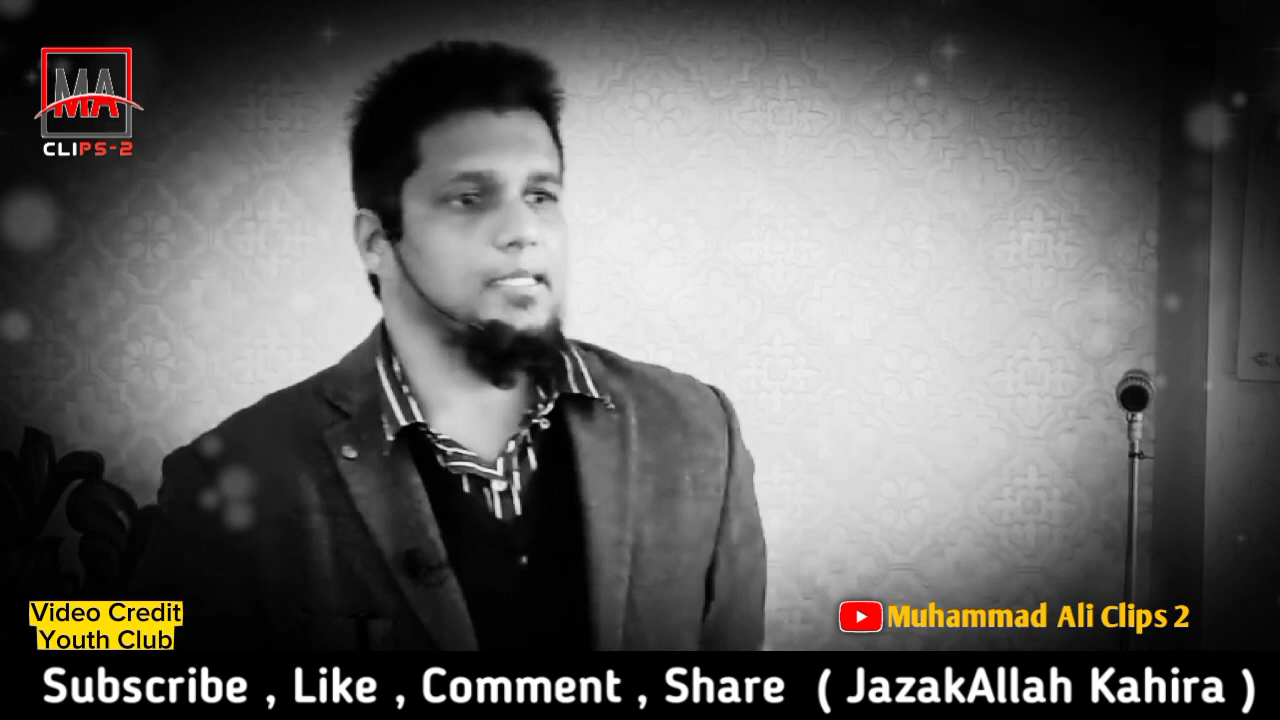 MA
CLIPS-2
Video Credit
Youth Club
Muhammad Ali Clips 2
Subscribe , Like , Comment , Share ( JazakAllah Kahira )